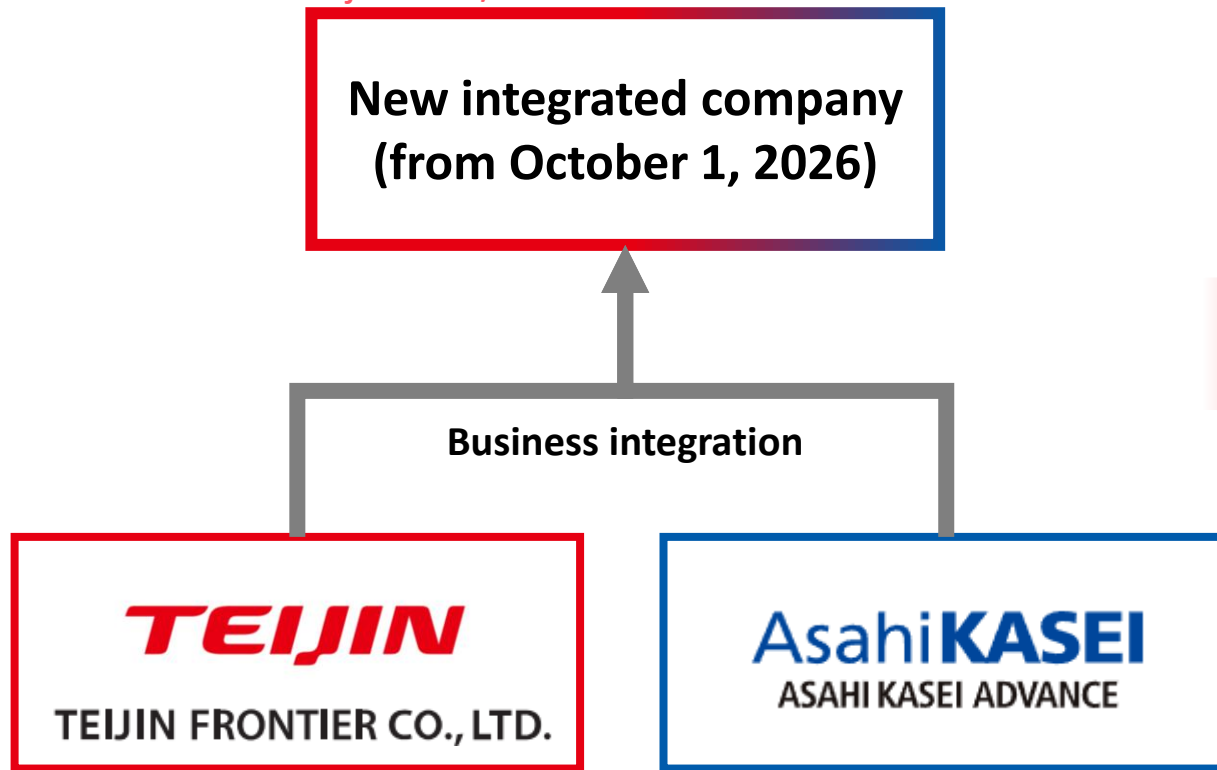 New integrated company
(from October 1, 2026)
Business integration
TEIJIN
TEIJIN FRONTIER CO., LTD.
AsahiKASEI
ASAHI KASEI ADVANCE